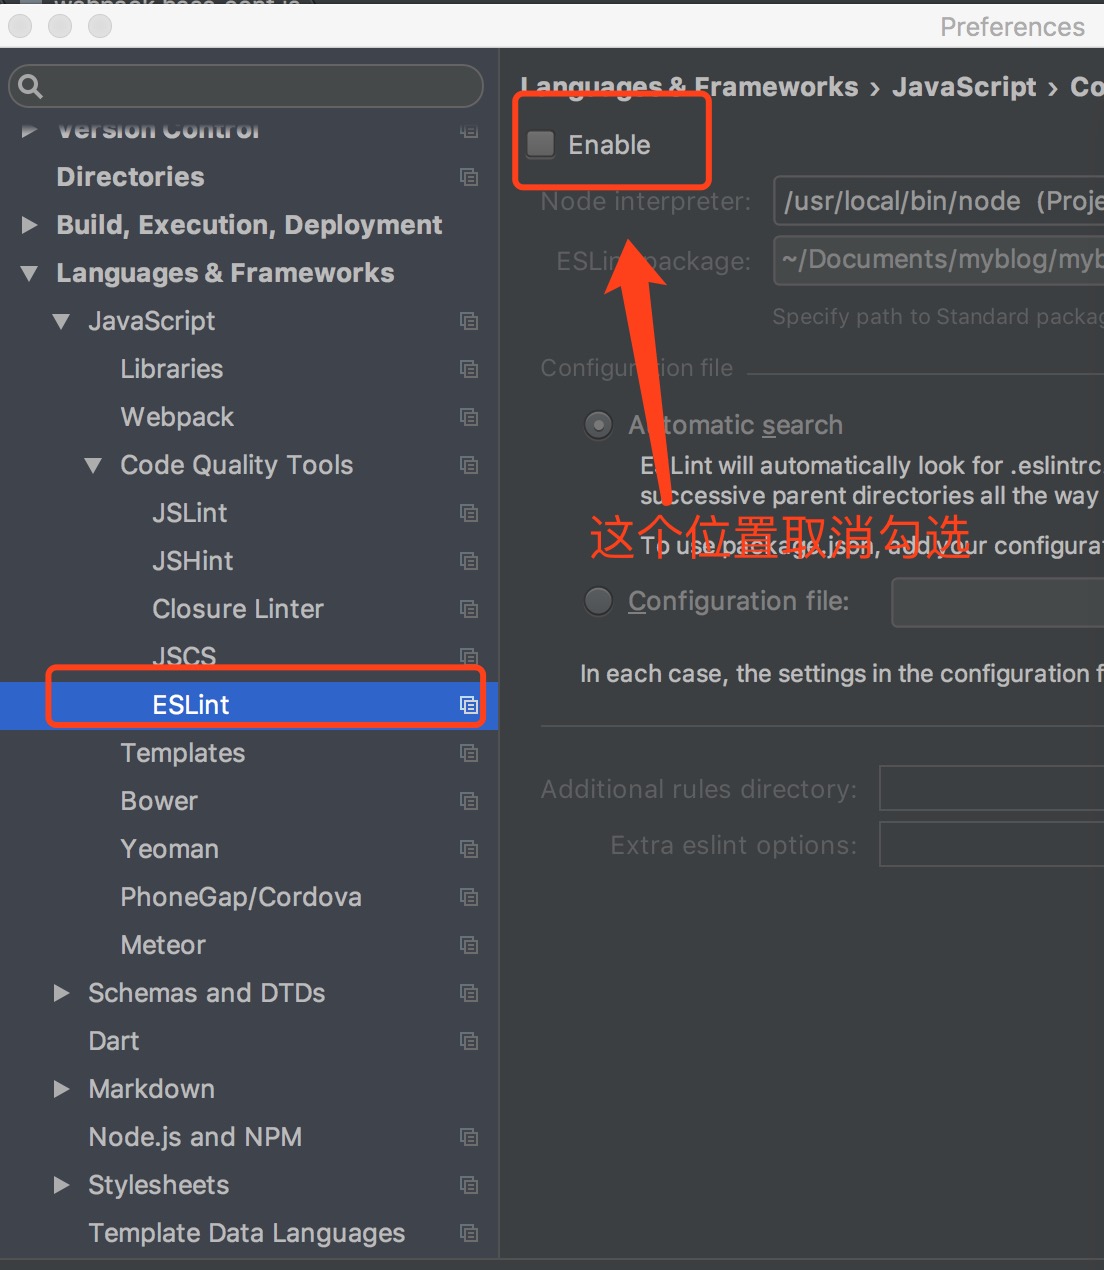 webpack.base.conf.js
Preferences
Version Control
Directories
Build, Execution, Deployment
Languages & Frameworks
JavaScript
Libraries
Webpack
Code Quality Tools
JSLint
JSHint
Closure Linter
JSCS
ESLint
Templates
Bower
Yeoman
PhoneGap/Cordova
Meteor
Schemas and DTDs
Dart
Markdown
Node.js and NPM
Stylesheets
Template Data Languages
Languages & Frameworks › JavaScript › Co
Enable
Node interpreter: /usr/local/bin/node (Proje
ESLint package: ~/Documents/myblog/myb
Specify path to Standard packag
Configuration file
Automatic search
ESLint will automatically look for .eslintrc.
successive parent directories all the way
这个位置取消勾选
To use package.json, add your configurat
Configuration file:
In each case, the settings in the configuration f
Additional rules directory:
Extra eslint options: